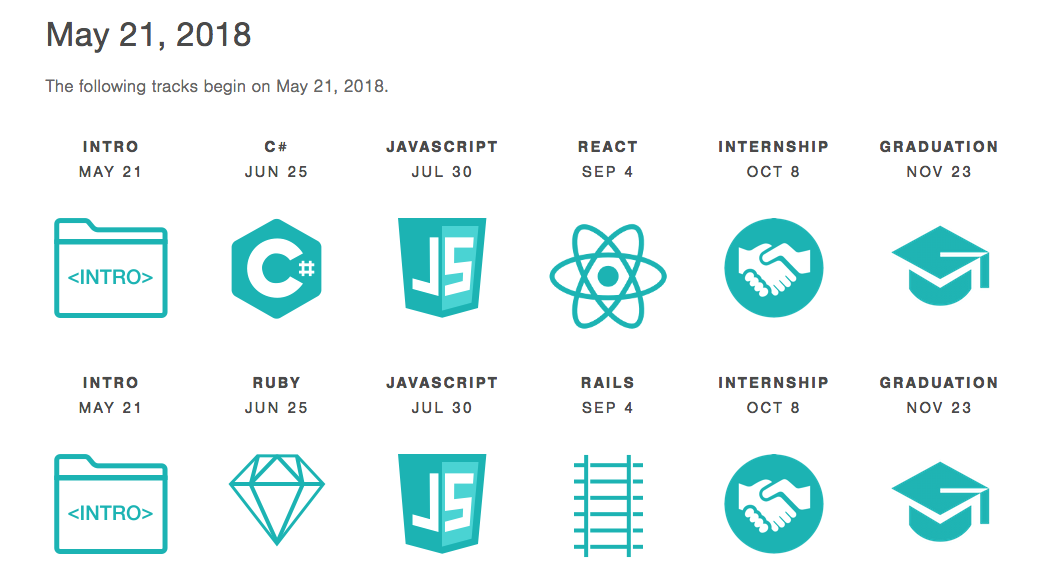 May 21, 2018
The following tracks begin on May 21, 2018.
INTRO C# JAVASCRIPT REACT INTERNSHIP GRADUATION
MAY 21 JUN 25 JUL 30 SEP 4 OCT 8 NOV 23
<INTRO> C# JS
INTRO RUBY JAVASCRIPT RAILS INTERNSHIP GRADUATION
MAY 21 JUN 25 JUL 30 SEP 4 OCT 8 NOV 23
<INTRO> JS